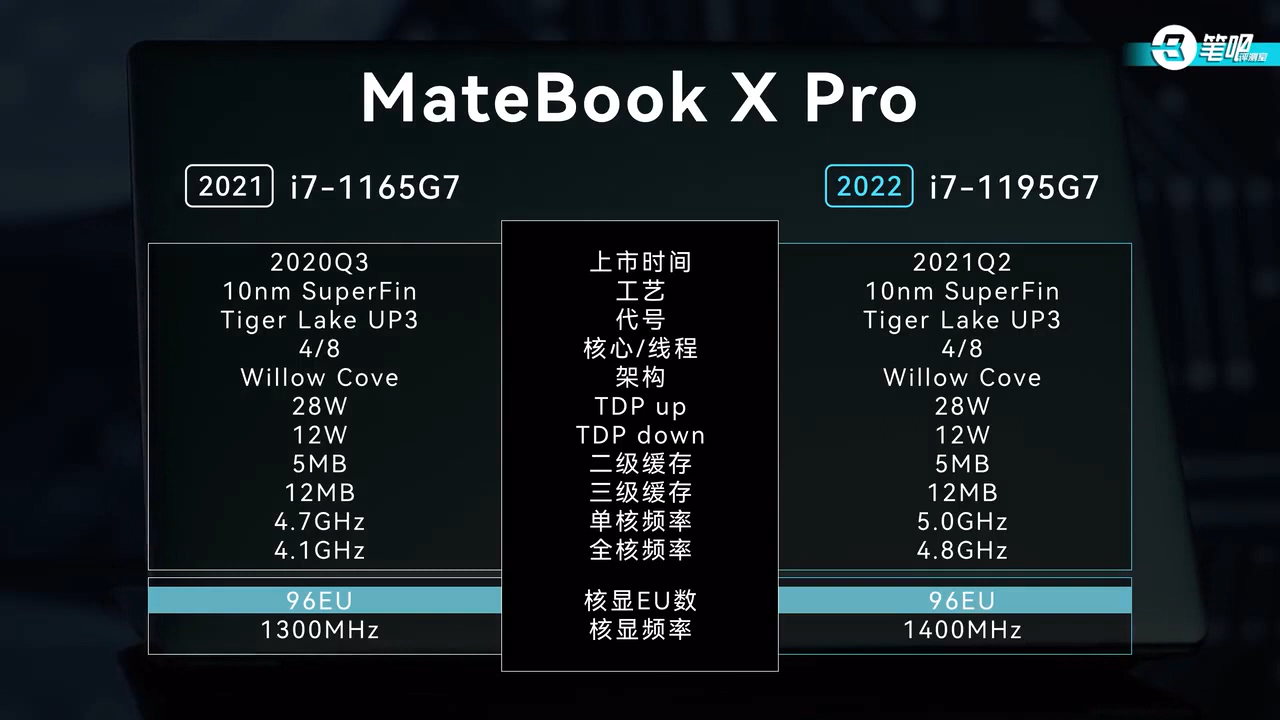 笔吧评测室
MateBook X Pro
2021 i7-1165G7 2022 i7-1195G7
2020Q3 上市时间 2021Q2
10nm SuperFin 工艺 10nm SuperFin
Tiger Lake UP3 代号 Tiger Lake UP3
4/8 核心/线程 4/8
Willow Cove 架构 Willow Cove
28W TDP up 28W
12W TDP down 12W
5MB 二级缓存 5MB
12MB 三级缓存 12MB
4.7GHz 单核频率 5.0GHz
4.1GHz 全核频率 4.8GHz
96EU 核显EU数 96EU
1300MHz 核显频率 1400MHz